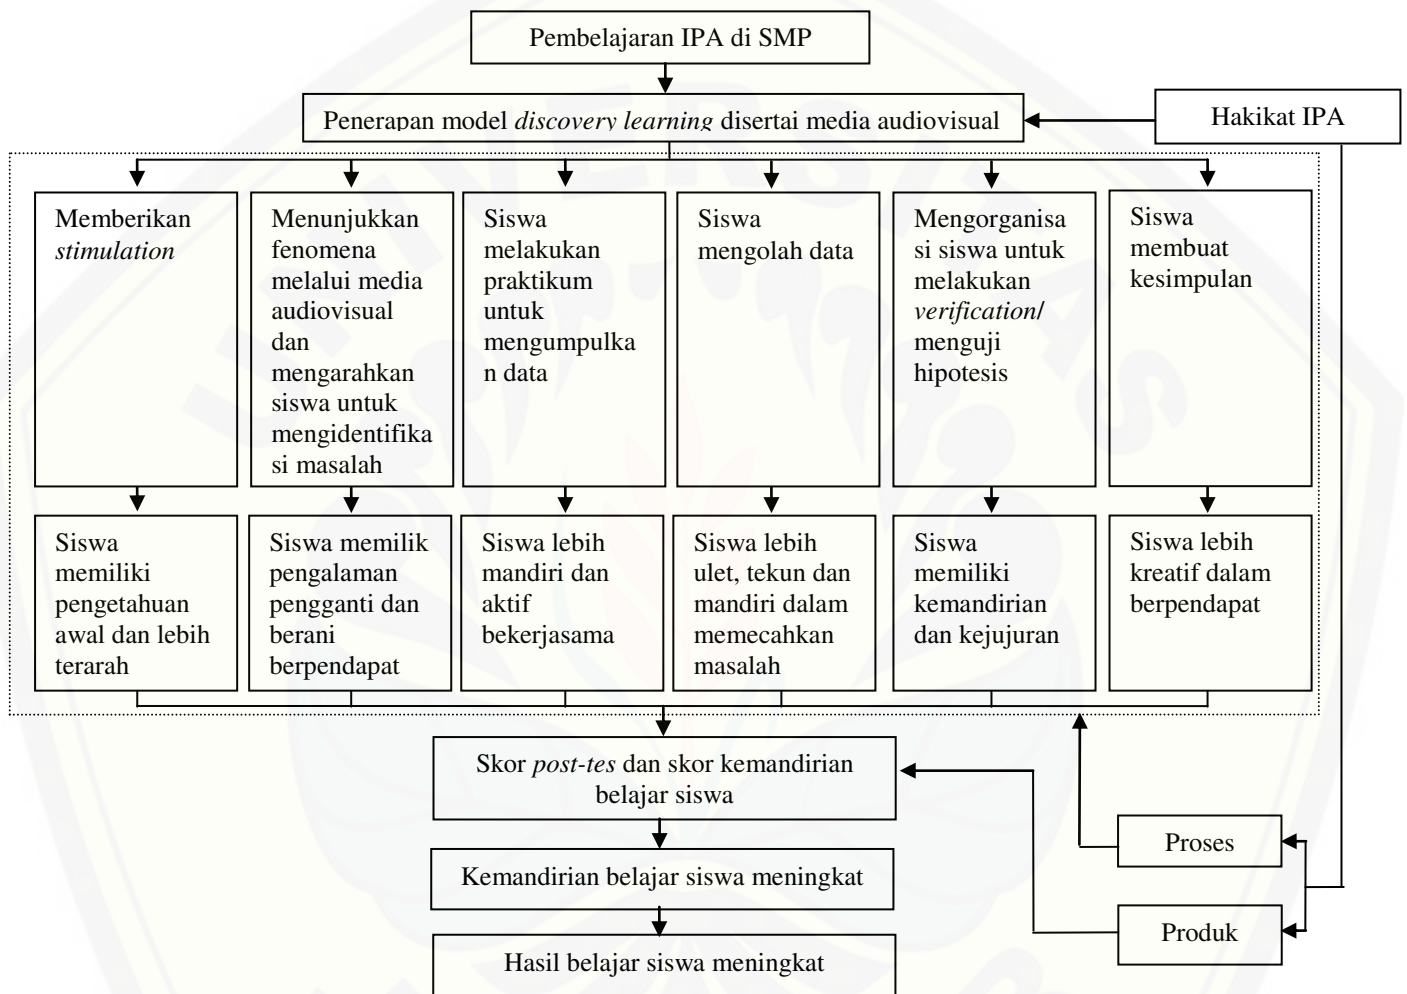 Pembelajaran IPA di SMP
Penerapan model discovery learning disertai media audiovisual
Hakikat IPA
Memberikan
stimulation
Menunjukkan
fenomena
melalui media
audiovisual
dan
mengarahkan
siswa untuk
mengidentifika
si masalah
Siswa
melakukan
praktikum
untuk
mengumpulka
n data
Siswa
mengolah data
Mengorganisa
si siswa untuk
melakukan
verification/
menguji
hipotesis
Siswa
membuat
kesimpulan
Siswa
memiliki
pengetahuan
awal dan lebih
terarah
Siswa memilik
pengalaman
pengganti dan
berani
berpendapat
Siswa lebih
mandiri dan
aktif
bekerjasama
Siswa lebih
ulet, tekun dan
mandiri dalam
memecahkan
masalah
Siswa
memiliki
kemandirian
dan kejujuran
Siswa lebih
kreatif dalam
berpendapat
Skor post-tes dan skor kemandirian
belajar siswa
Proses
Kemandirian belajar siswa meningkat
Produk
Hasil belajar siswa meningkat
UNIVERSITAS